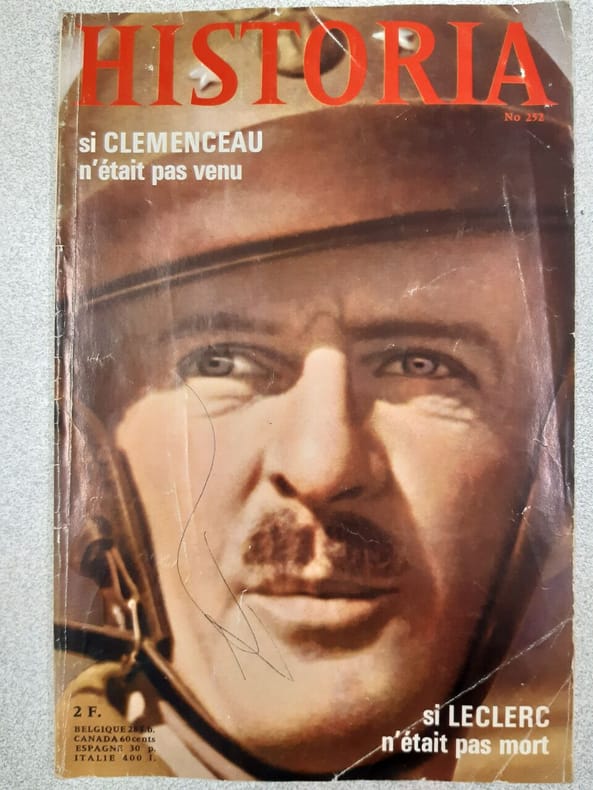 HISTORIA
No 252
si CLEMENCEAU
n'était pas venu
2 F.
BELGIQUE
CANADA 60 cents
ESPAGNE 30 p.
ITALIE 400 l.
si LECLERC
n'était pas mort